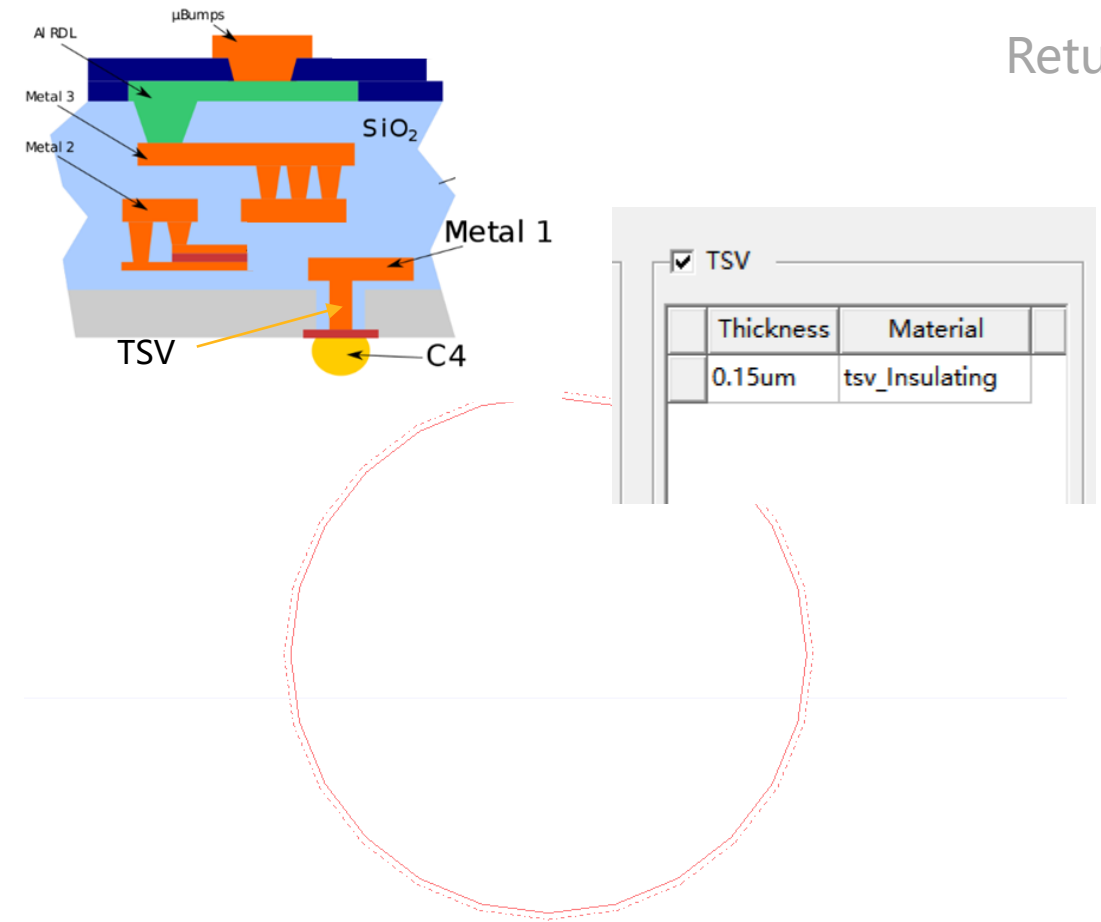 µBumps
Al RDL
Retu
Metal 3
SiO₂
Metal 2
Metal 1
TSV
Thickness Material
0.15um tsv_Insulating
TSV
C4